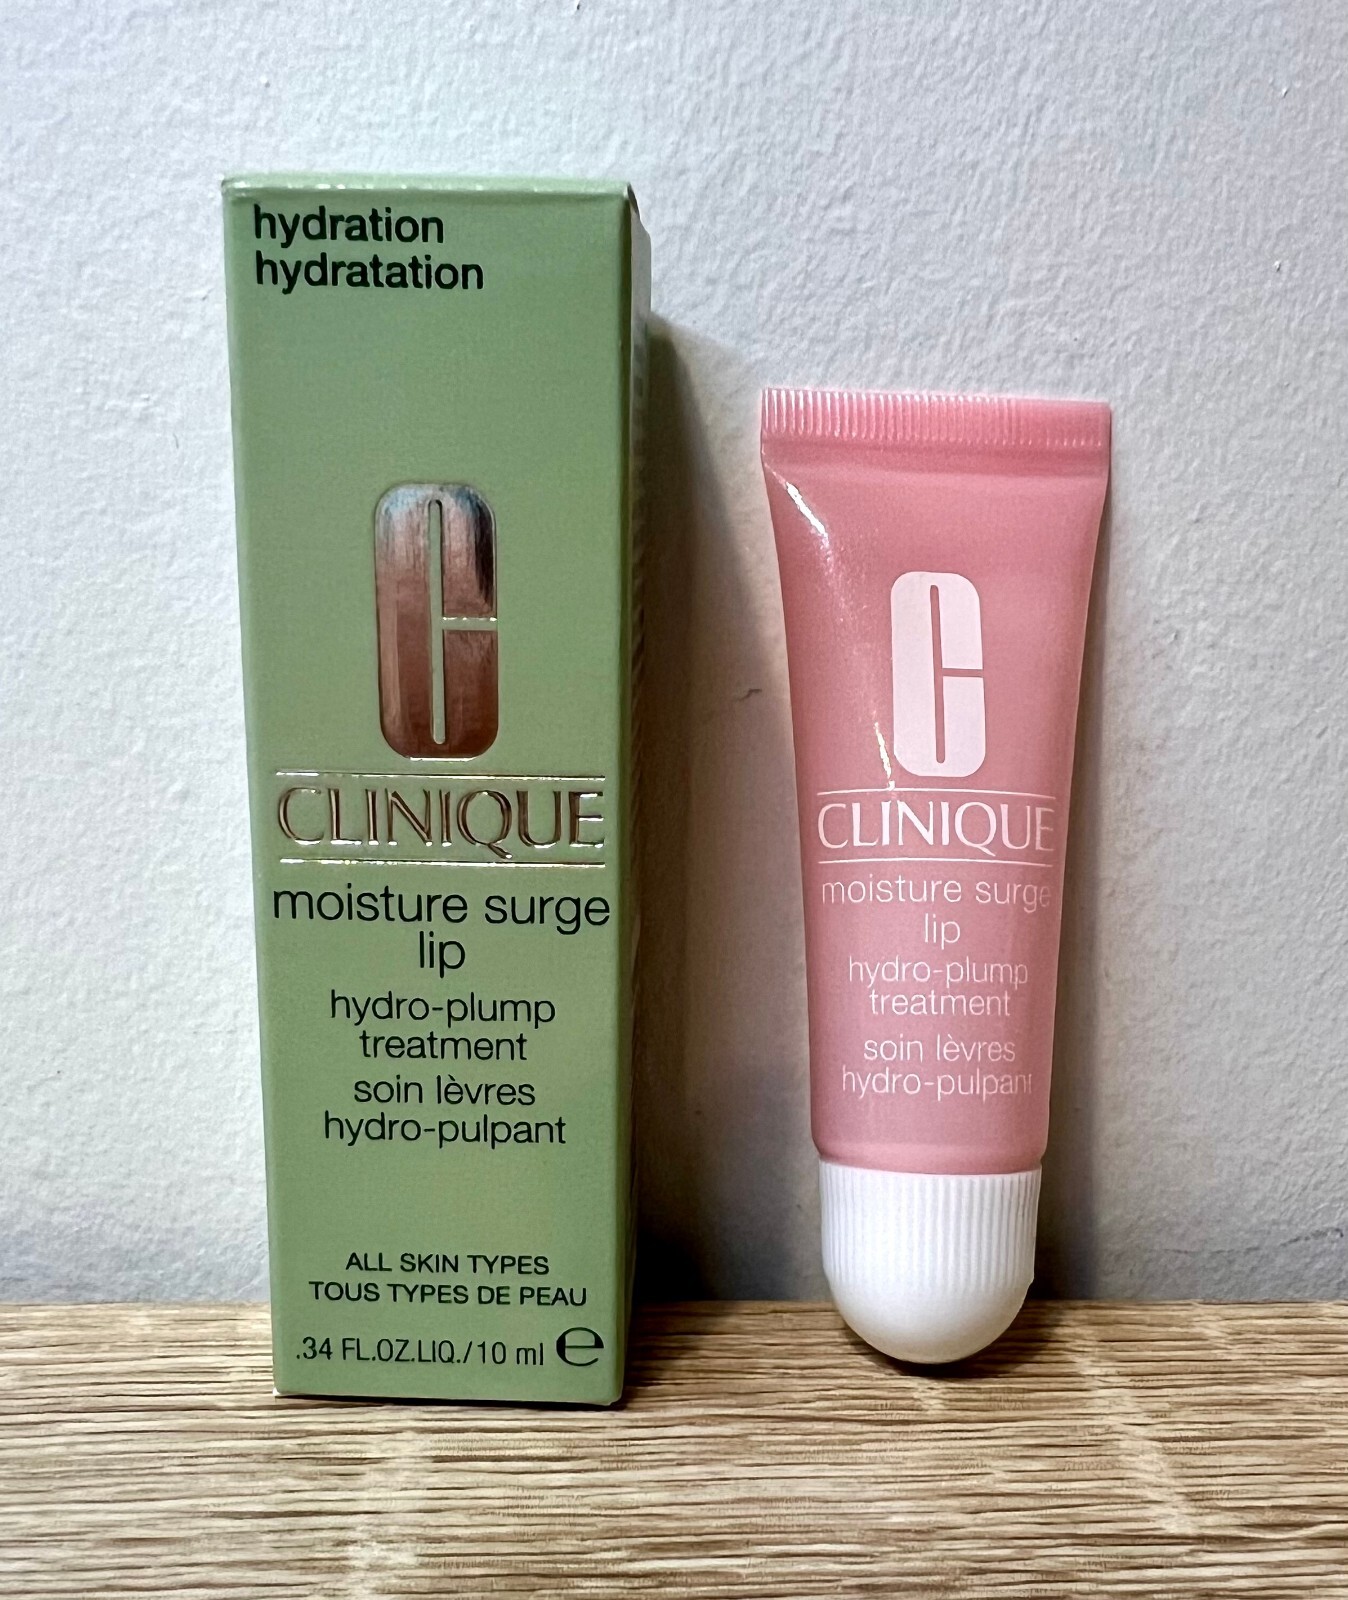 hydration
hydratation
C
CLINIQUE
moisture surge
lip
hydro-plump
treatment
soin lèvres
hydro-pulpant
ALL SKIN TYPES
TOUS TYPES DE PEAU
.34 FL.OZ.LIQ./10 ml ℮
C
CLINIQUE
moisture surge
lip
hydro-plump
treatment
soin lèvres
hydro-pulpant